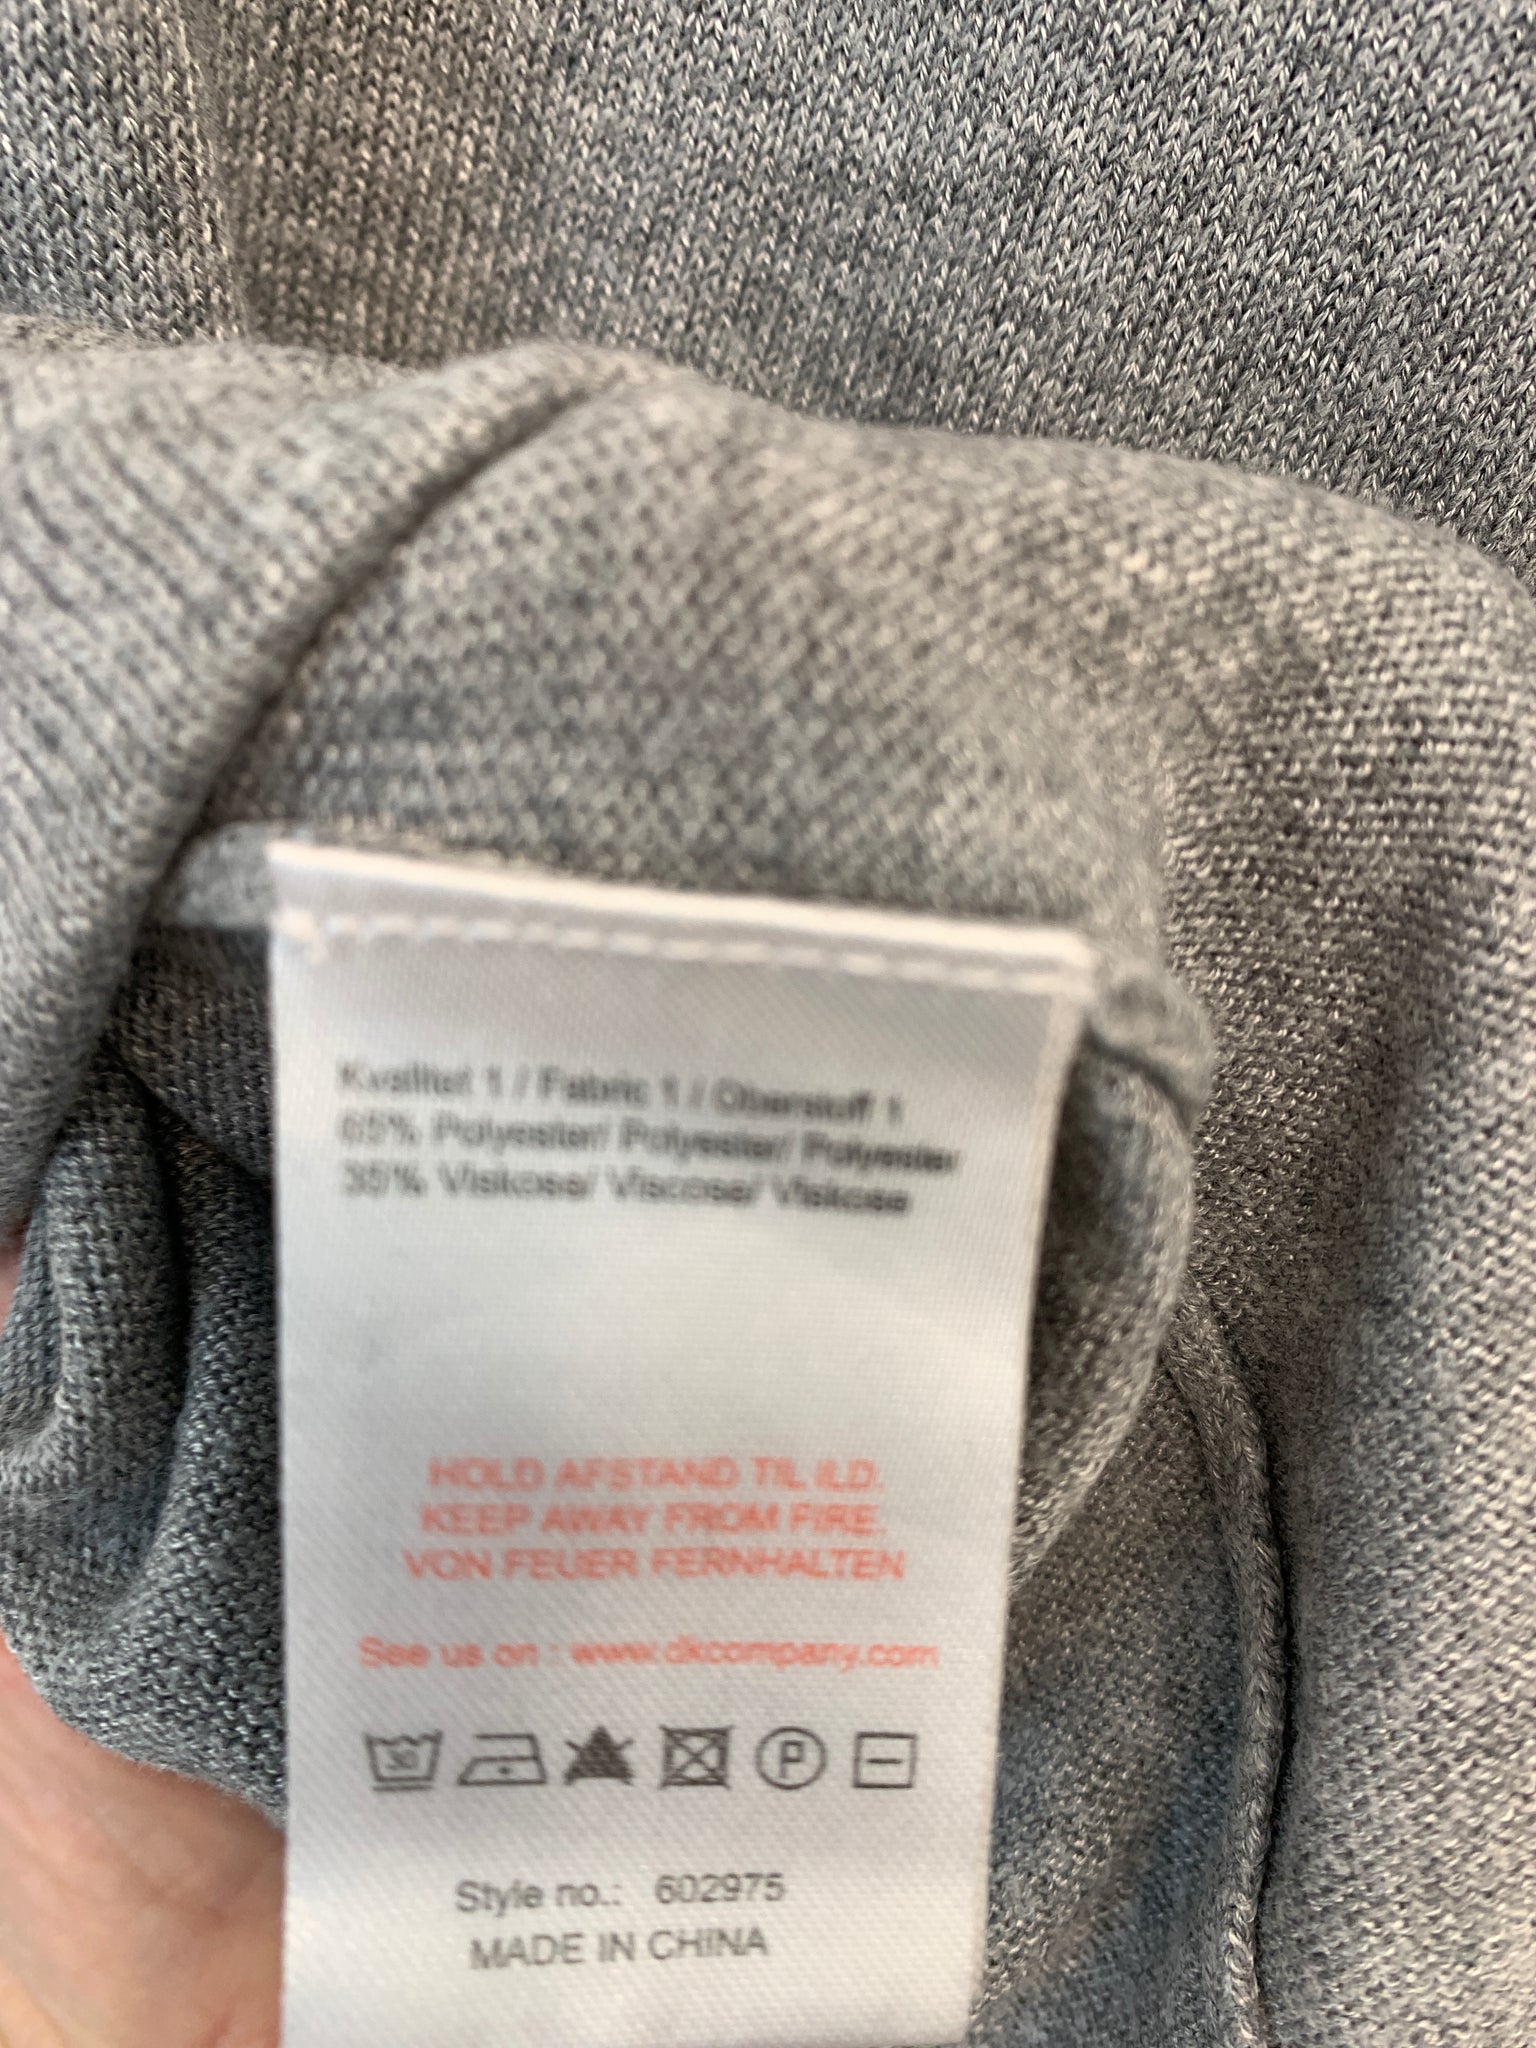 Kvalitet 1 / Fabric 1 / Oberstoff 1
65% Polyester/ Polyester/ Polyester
35% Viskose/ Viscose/ Viskose
HOLD AFSTAND TIL ILD.
KEEP AWAY FROM FIRE.
VON FEUER FERNHALTEN
See us on : www.dkcompany.com
30 P
Style no.: 602975
MADE IN CHINA